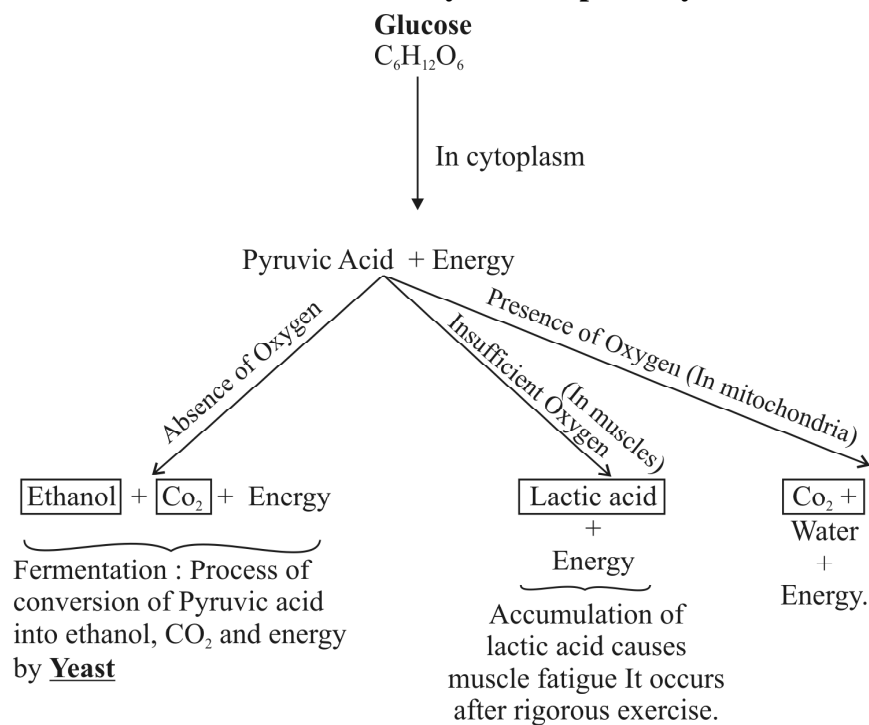 Glucose
C₆H₁₂O₆
In cytoplasm
Pyruvic Acid + Energy
Absence of Oxygen
Insufficient Oxygen
(In muscles)
Presence of Oxygen (In mitochondria)
Ethanol + Co₂ + Energy
Fermentation : Process of
conversion of Pyruvic acid
into ethanol, CO₂ and energy
by Yeast
Lactic acid
+
Energy
Accumulation of
lactic acid causes
muscle fatigue It occurs
after rigorous exercise.
Co₂ +
Water
+
Energy.